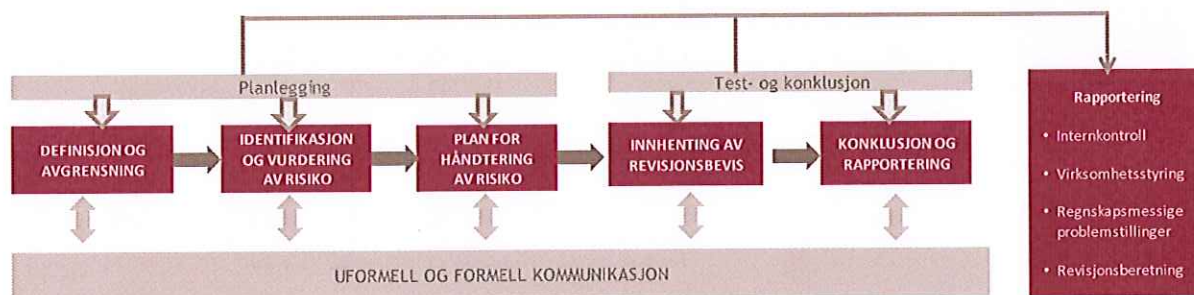 Planlegging
Test- og konklusjon
DEFINISJON OG
AVGRENSNING
IDENTIFIKASJON
OG VURDERING
AV RISIKO
PLAN FOR
HÅNDTERING
AV RISIKO
INNHENTING AV
REVISJONSBEVIS
KONKLUSJON OG
RAPPORTERING
UFORMELL OG FORMELL KOMMUNIKASJON
Rapportering
• Internkontroll
• Virksomhetsstyring
• Regnskapsmessige
problemstillinger
• Revisjonsberetning